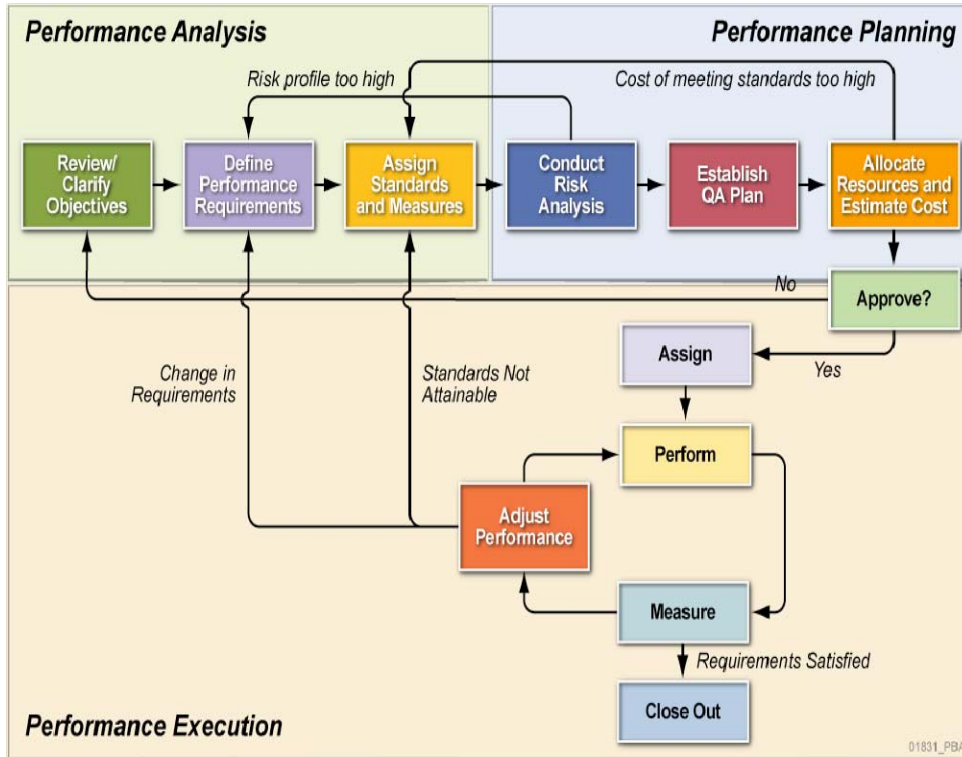 Performance Analysis
Performance Planning
Risk profile too high
Cost of meeting standards too high
Review/
Clarify
Objectives
Define
Performance
Requirements
Assign
Standards
and Measures
Conduct
Risk
Analysis
Establish
QA Plan
Allocate
Resources and
Estimate Cost
No
Approve?
Change in
Requirements
Standards Not
Attainable
Assign
Yes
Perform
Adjust
Performance
Measure
Requirements Satisfied
Close Out
Performance Execution